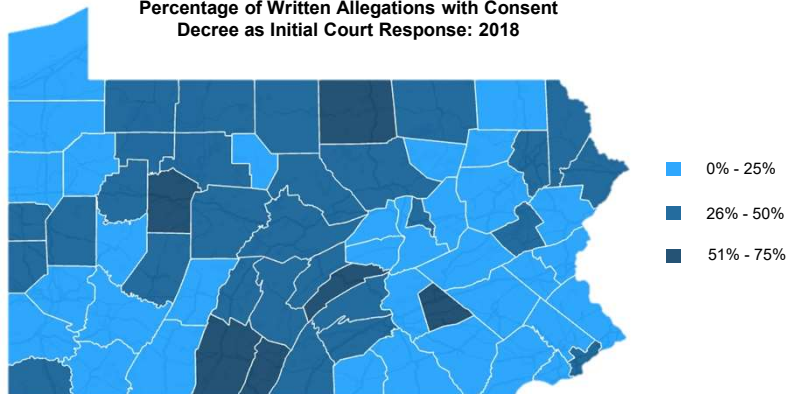 Percentage of Written Allegations with Consent
Decree as Initial Court Response: 2018
0% - 25%
26% - 50%
51% - 75%